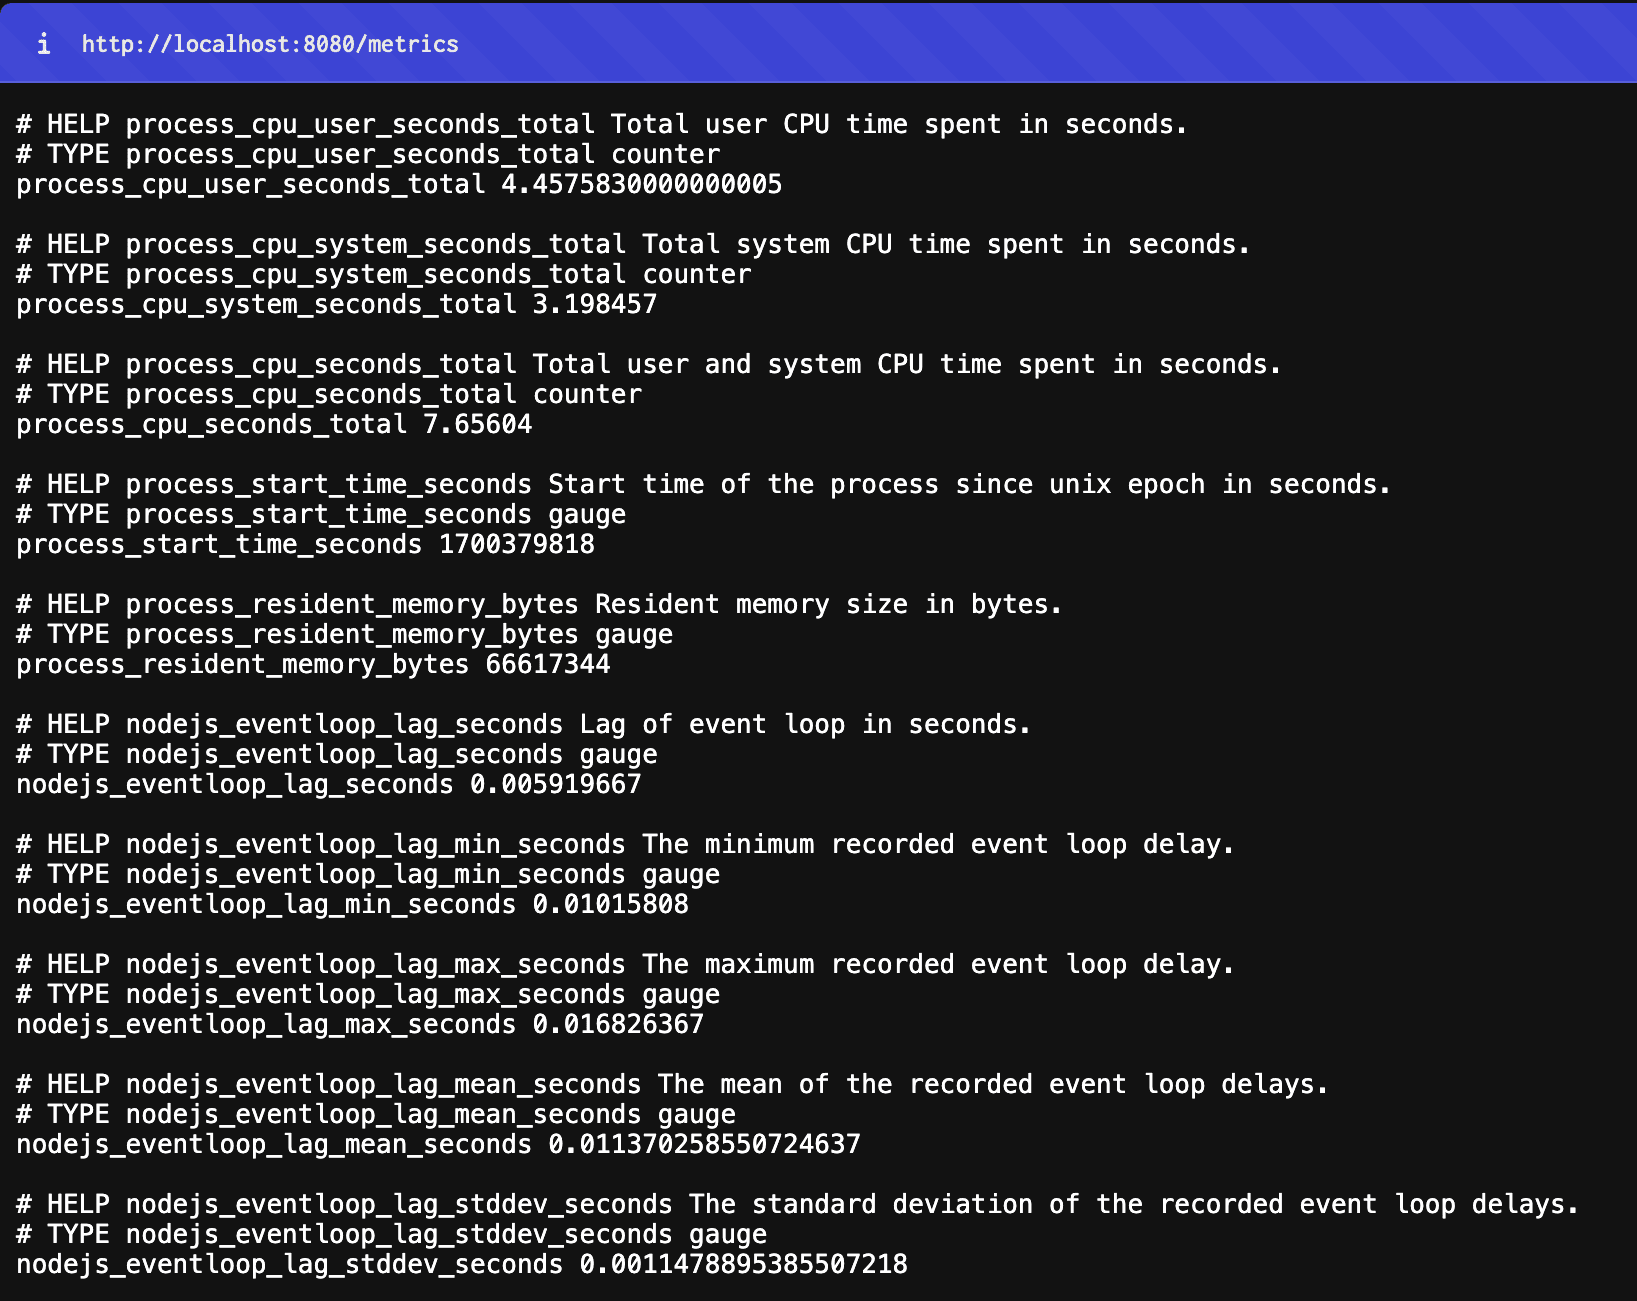 i http://localhost:8080/metrics
# HELP process_cpu_user_seconds_total Total user CPU time spent in seconds.
# TYPE process_cpu_user_seconds_total counter
process_cpu_user_seconds_total 4.4575830000000005
# HELP process_cpu_system_seconds_total Total system CPU time spent in seconds.
# TYPE process_cpu_system_seconds_total counter
process_cpu_system_seconds_total 3.198457
# HELP process_cpu_seconds_total Total user and system CPU time spent in seconds.
# TYPE process_cpu_seconds_total counter
process_cpu_seconds_total 7.65604
# HELP process_start_time_seconds Start time of the process since unix epoch in seconds.
# TYPE process_start_time_seconds gauge
process_start_time_seconds 1700379818
# HELP process_resident_memory_bytes Resident memory size in bytes.
# TYPE process_resident_memory_bytes gauge
process_resident_memory_bytes 66617344
# HELP nodejs_eventloop_lag_seconds Lag of event loop in seconds.
# TYPE nodejs_eventloop_lag_seconds gauge
nodejs_eventloop_lag_seconds 0.005919667
# HELP nodejs_eventloop_lag_min_seconds The minimum recorded event loop delay.
# TYPE nodejs_eventloop_lag_min_seconds gauge
nodejs_eventloop_lag_min_seconds 0.01015808
# HELP nodejs_eventloop_lag_max_seconds The maximum recorded event loop delay.
# TYPE nodejs_eventloop_lag_max_seconds gauge
nodejs_eventloop_lag_max_seconds 0.016826367
# HELP nodejs_eventloop_lag_mean_seconds The mean of the recorded event loop delays.
# TYPE nodejs_eventloop_lag_mean_seconds gauge
nodejs_eventloop_lag_mean_seconds 0.011370258550724637
# HELP nodejs_eventloop_lag_stddev_seconds The standard deviation of the recorded event loop delays.
# TYPE nodejs_eventloop_lag_stddev_seconds gauge
nodejs_eventloop_lag_stddev_seconds 0.0011478895385507218